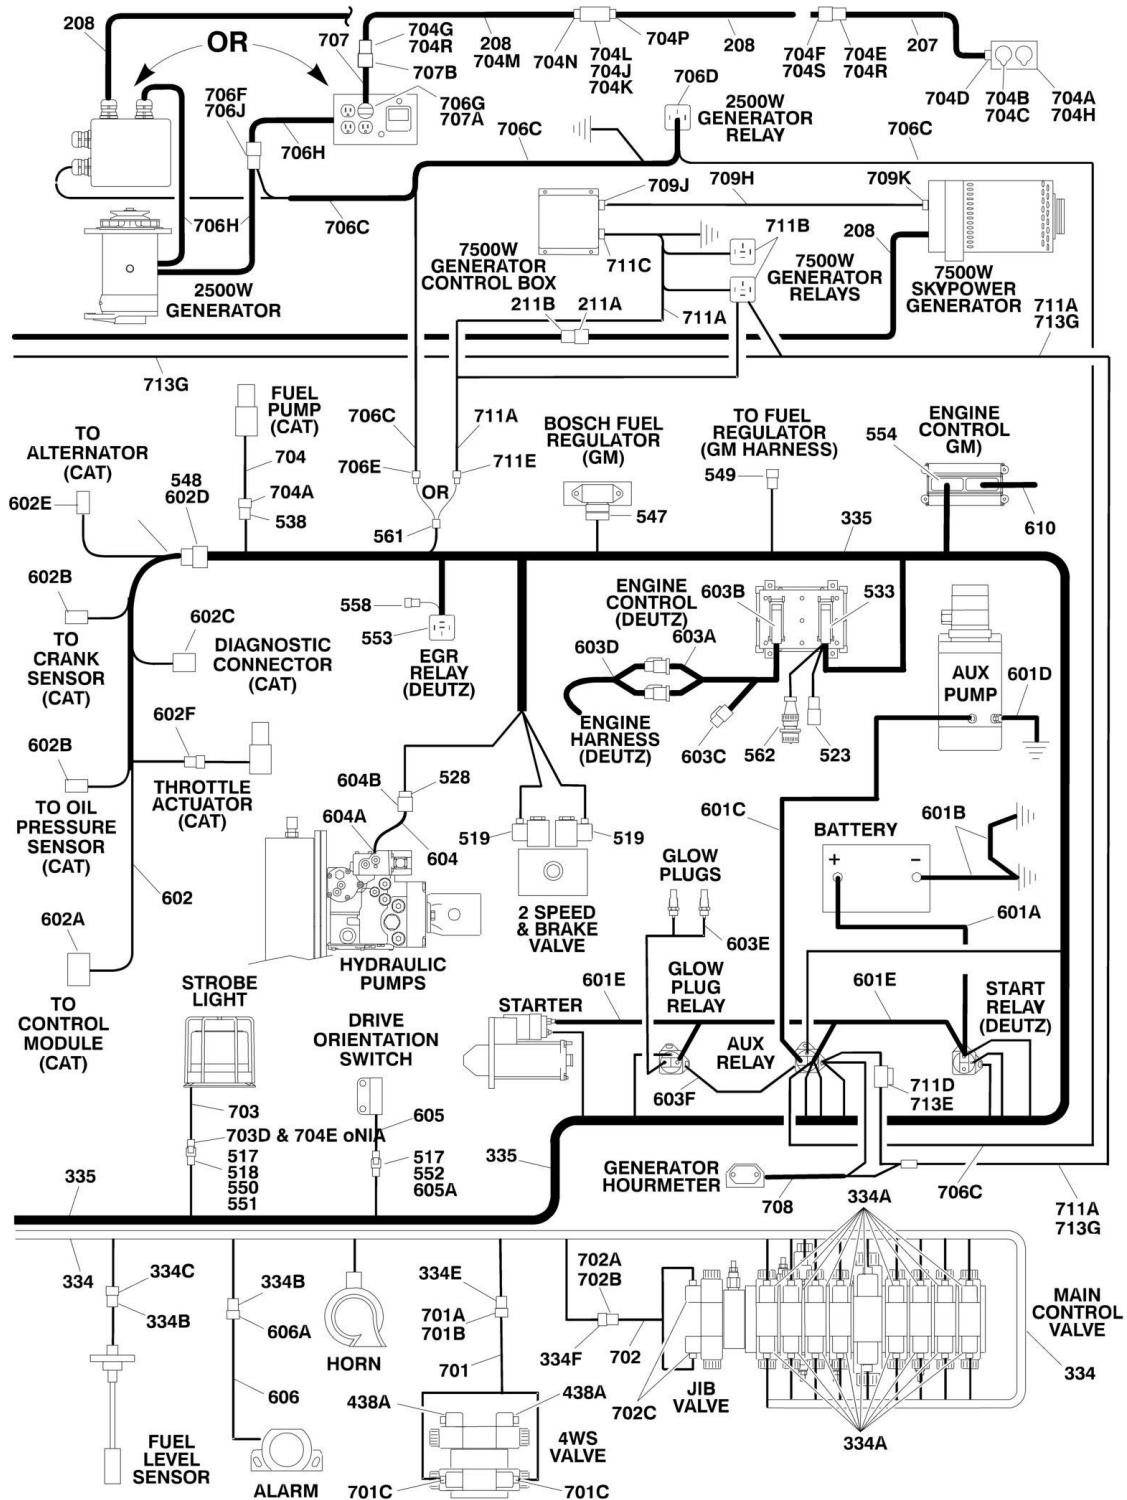 208
OR
707
704G
704R
707B
208
704M
704N
704L
704J
704K
704P
208
704F
704S
704E
704R
207
704D
704B
704C
704A
704H
706F
706J
706H
706G
707A
706D
2500W
GENERATOR
RELAY
706C
706C
706H
706C
2500W
GENERATOR
709J
709H
709K
7500W
GENERATOR
CONTROL BOX
711C
711B
7500W
GENERATOR
RELAYS
208
7500W
SKYPOWER
GENERATOR
711A
713G
211B
211A
711A
713G
FUEL
PUMP
(CAT)
706C
711A
BOSCH FUEL
REGULATOR
(GM)
TO FUEL
REGULATOR
(GM HARNESS)
ENGINE
CONTROL
(GM)
554
TO
ALTERNATOR
(CAT)
548
602D
602E
704
704A
538
706E
711E
OR
561
547
549
335
610
602B
602C
TO
CRANK
SENSOR
(CAT)
DIAGNOSTIC
CONNECTOR
(CAT)
558
553
EGR
RELAY
(DEUTZ)
ENGINE
CONTROL
(DEUTZ)
603B
533
603A
603D
ENGINE
HARNESS
(DEUTZ)
603C
562
523
AUX
PUMP
601D
602F
602B
THROTTLE
ACTUATOR
(CAT)
TO OIL
PRESSURE
SENSOR
(CAT)
604B
528
604A
604
519
519
601C
BATTERY
601B
+
-
GLOW
PLUGS
602
602A
2 SPEED
& BRAKE
VALVE
603E
601A
HYDRAULIC
PUMPS
TO
CONTROL
MODULE
(CAT)
STROBE
LIGHT
DRIVE
ORIENTATION
SWITCH
STARTER
601E
GLOW
PLUG
RELAY
601E
START
RELAY
(DEUTZ)
AUX
RELAY
603F
711D
713E
703
703D & 704E oNIA
517
518
550
551
605
517
552
605A
335
335
GENERATOR
HOURMETER
708
334A
706C
711A
713G
334
334C
334B
334B
606A
606
HORN
334E
701A
701B
701
702A
702B
334F
702
702C
JIB
VALVE
MAIN
CONTROL
VALVE
334
334A
438A
438A
4WS
VALVE
701C
701C
FUEL
LEVEL
SENSOR
ALARM